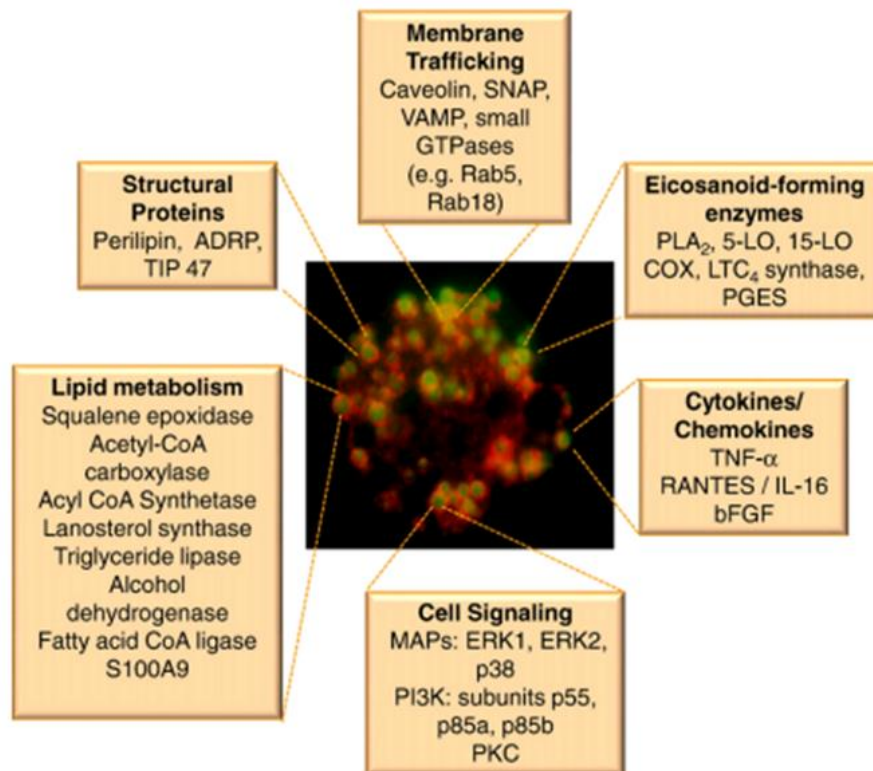 Membrane
Trafficking
Caveolin, SNAP,
VAMP, small
GTPases
(e.g. Rab5,
Rab18)
Structural
Proteins
Perilipin, ADRP,
TIP 47
Eicosanoid-forming
enzymes
PLA₂, 5-LO, 15-LO
COX, LTC₄ synthase,
PGES
Lipid metabolism
Squalene epoxidase
Acetyl-CoA
carboxylase
Acyl CoA Synthetase
Lanosterol synthase
Triglyceride lipase
Alcohol
dehydrogenase
Fatty acid CoA ligase
S100A9
Cytokines/
Chemokines
TNF-α
RANTES / IL-16
bFGF
Cell Signaling
MAPs: ERK1, ERK2,
p38
PI3K: subunits p55,
p85a, p85b
PKC